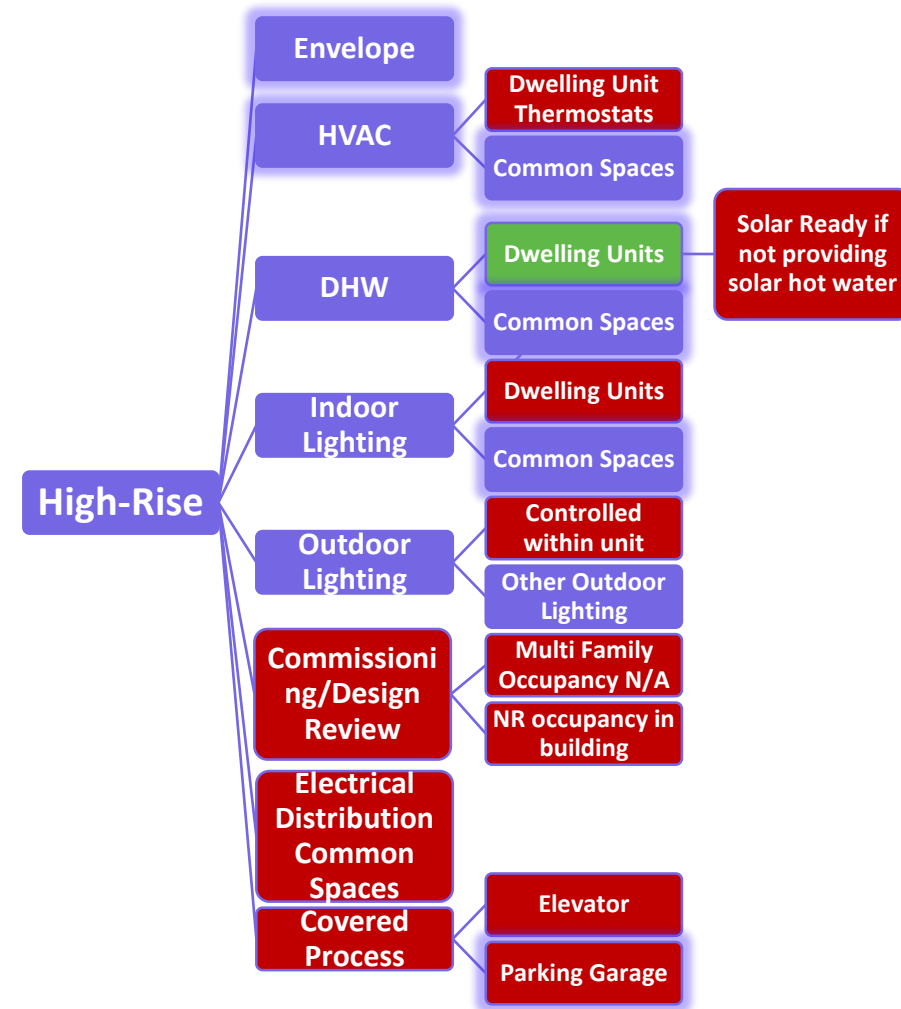 Envelope
HVAC
Dwelling Unit
Thermostats
Common Spaces
DHW
Dwelling Units
Solar Ready if
not providing
solar hot water
Common Spaces
Indoor
Lighting
Dwelling Units
Common Spaces
High-Rise
Outdoor
Lighting
Controlled
within unit
Other Outdoor
Lighting
Commissioni
ng/Design
Review
Multi Family
Occupancy N/A
NR occupancy in
building
Electrical
Distribution
Common
Spaces
Covered
Process
Elevator
Parking Garage